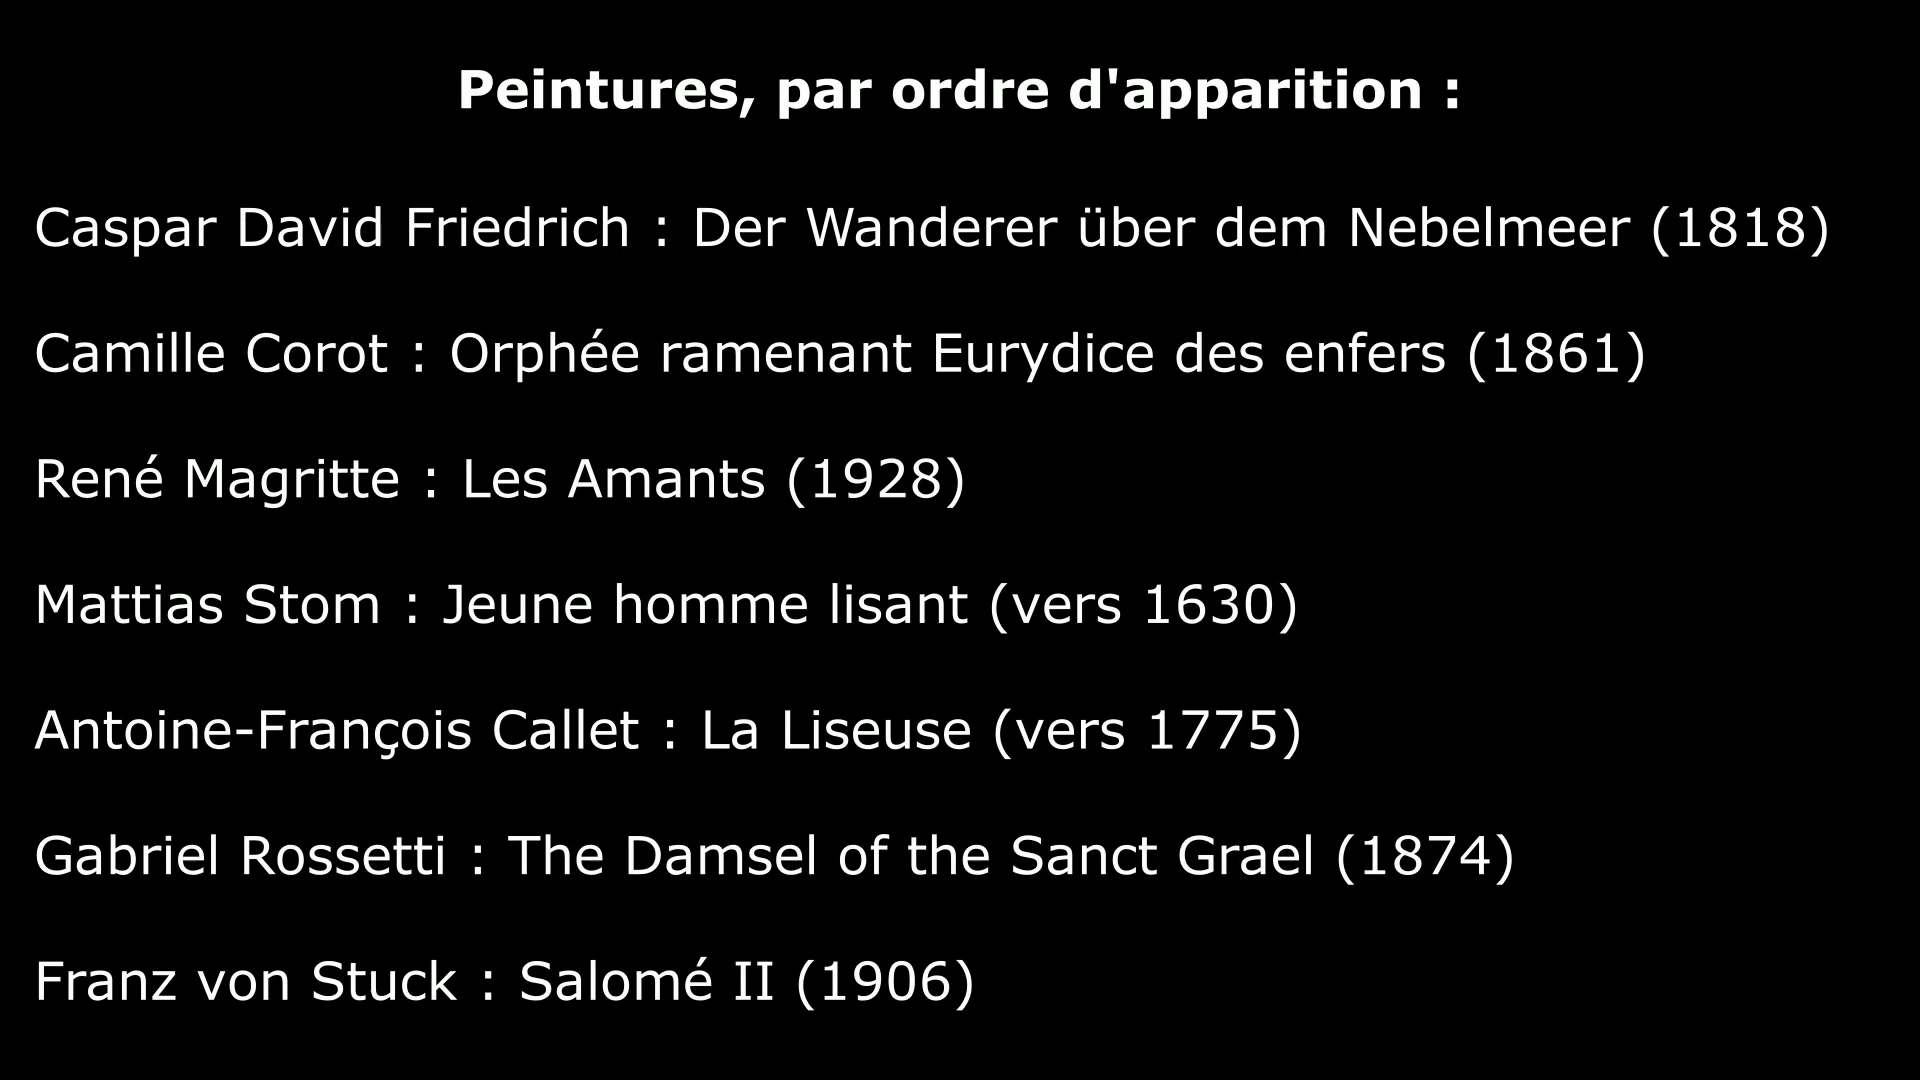 Peintures, par ordre d'apparition :
Caspar David Friedrich : Der Wanderer über dem Nebelmeer (1818)
Camille Corot : Orphée ramenant Eurydice des enfers (1861)
René Magritte : Les Amants (1928)
Mattias Stom : Jeune homme lisant (vers 1630)
Antoine-François Callet : La Liseuse (vers 1775)
Gabriel Rossetti : The Damsel of the Sanct Grael (1874)
Franz von Stuck : Salomé II (1906)